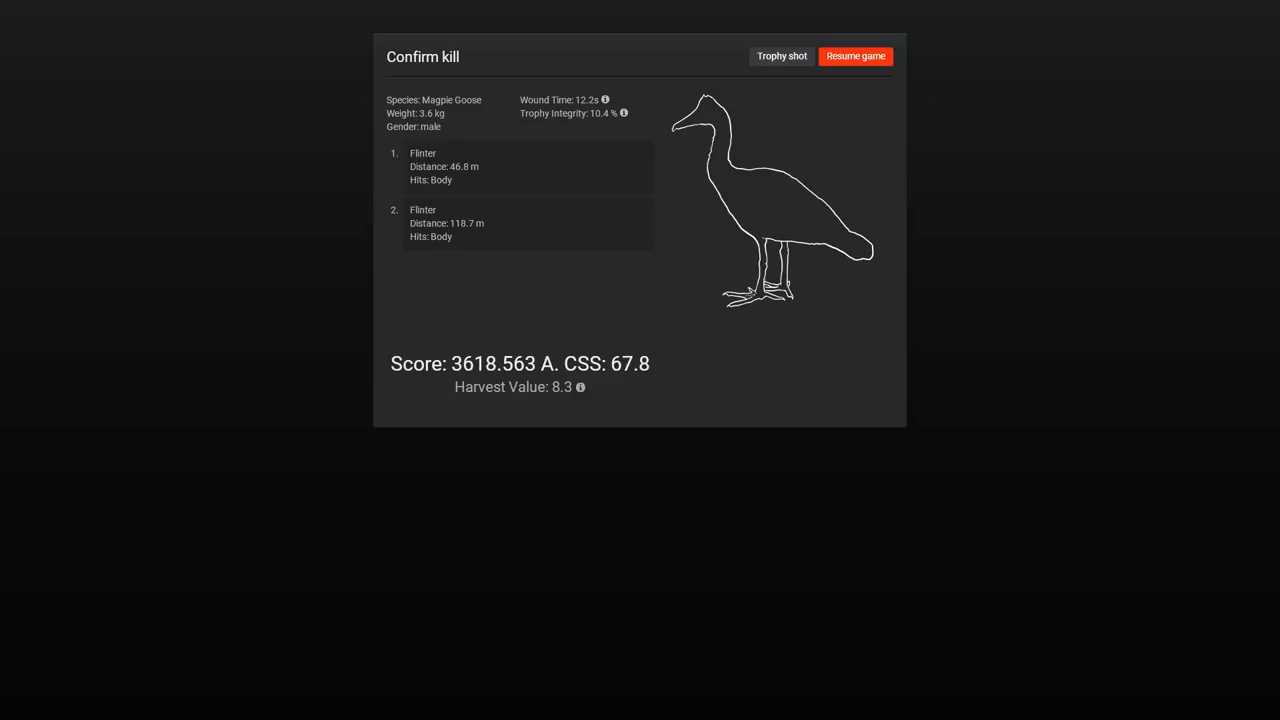 Confirm kill
Trophy shot
Resume game
Species: Magpie Goose
Weight: 3.6 kg
Gender: male
Wound Time: 12.2s
Trophy Integrity: 10.4 %
1.
Flinter
Distance: 46.8 m
Hits: Body
2.
Flinter
Distance: 118.7 m
Hits: Body
Score: 3618.563 A. CSS: 67.8
Harvest Value: 8.3